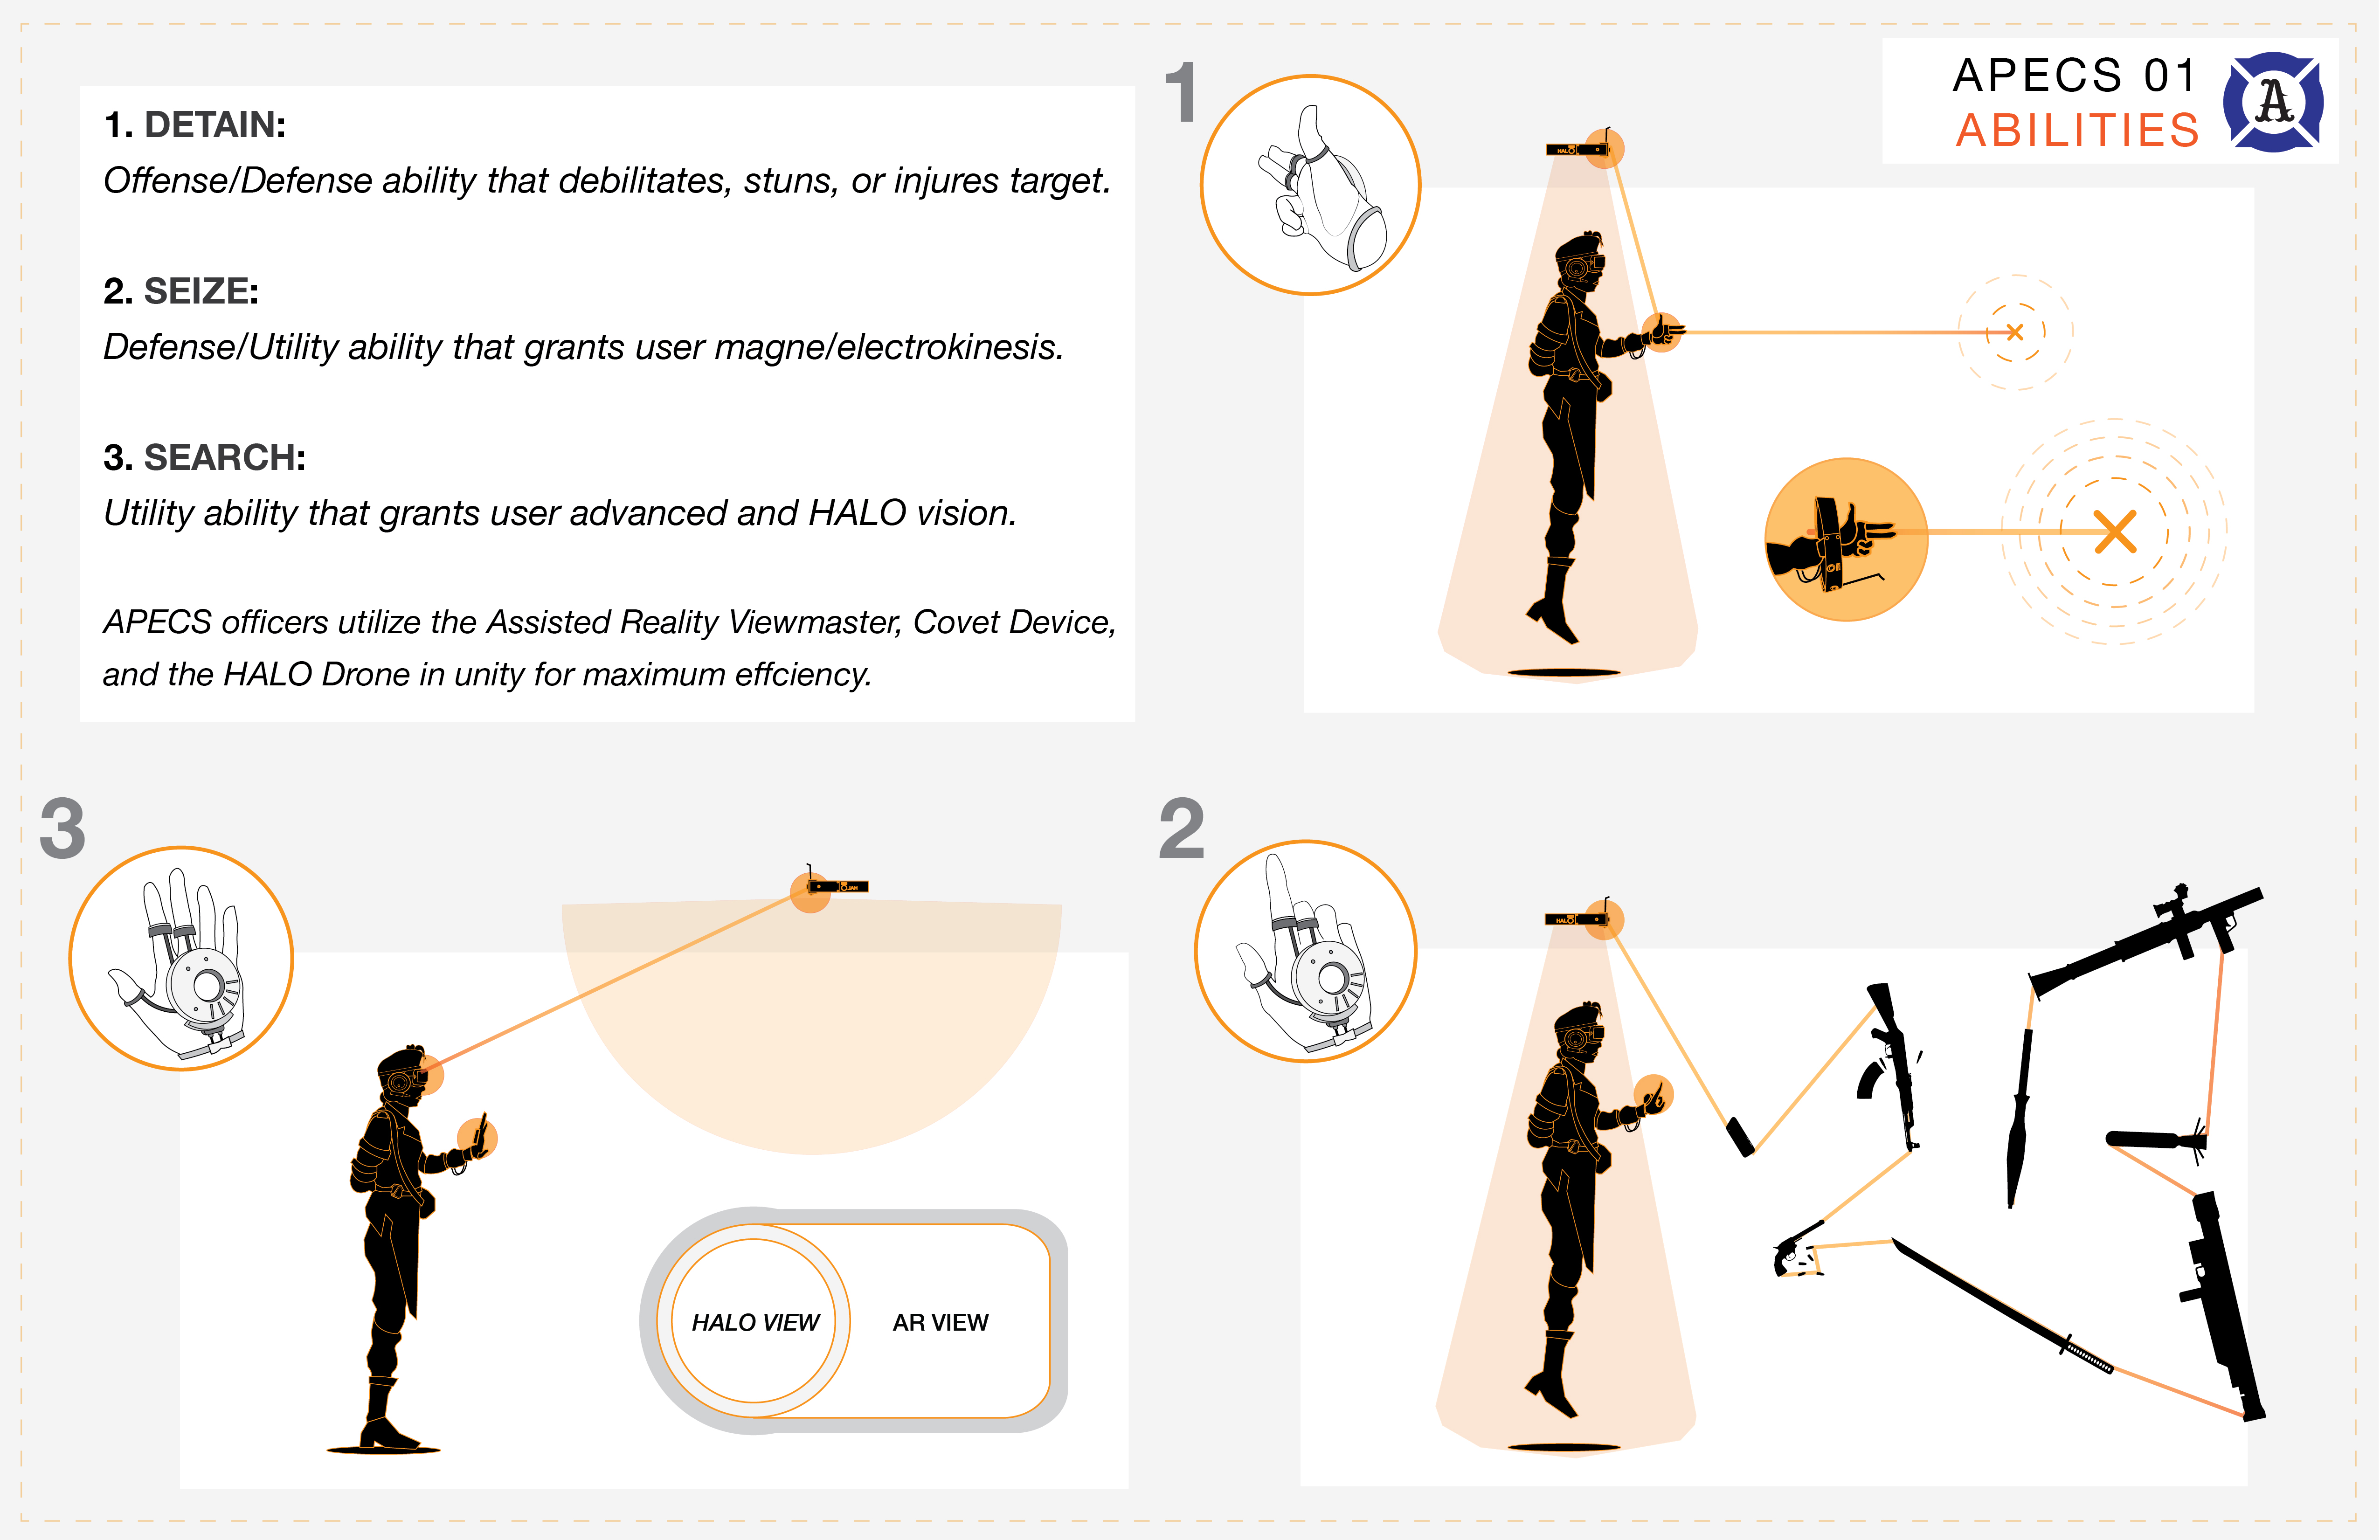 1. DETAIN:
Offense/Defense ability that debilitates, stuns, or injures target.
2. SEIZE:
Defense/Utility ability that grants user magne/electrokinesis.
3. SEARCH:
Utility ability that grants user advanced and HALO vision.
APECS officers utilize the Assisted Reality Viewmaster, Covet Device,
and the HALO Drone in unity for maximum effciency.
1
HALO
APECS 01
ABILITIES
A
3
HALO
HALO VIEW
AR VIEW
2
HALO